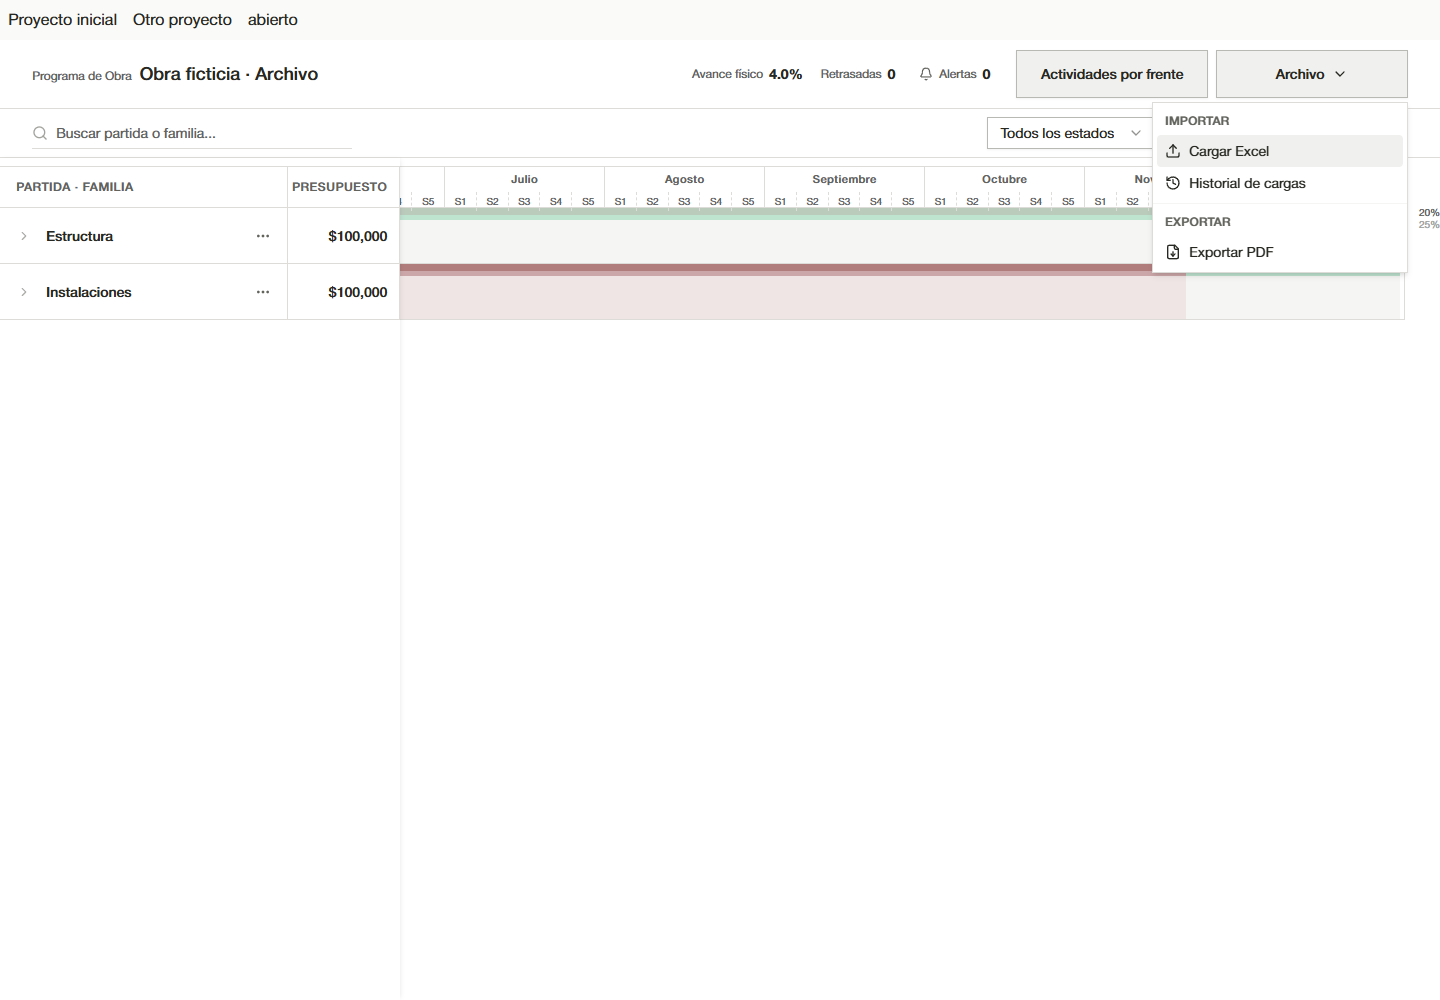 Proyecto inicial Otro proyecto abierto
Programa de Obra Obra ficticia · Archivo
Avance físico 4.0% Retrasadas 0 Alertas 0
Actividades por frente
Archivo
Buscar partida o familia...
Todos los estados
IMPORTAR
Cargar Excel
Historial de cargas
EXPORTAR
Exportar PDF
PARTIDA · FAMILIA PRESUPUESTO
Julio Agosto Septiembre Octubre
S5 S1 S2 S3 S4 S5 S1 S2 S3 S4 S5 S1 S2 S3 S4 S5 S1 S2 S3 S4 S5 S1 S2
Estructura ... $100,000
20%
25%
Instalaciones ... $100,000